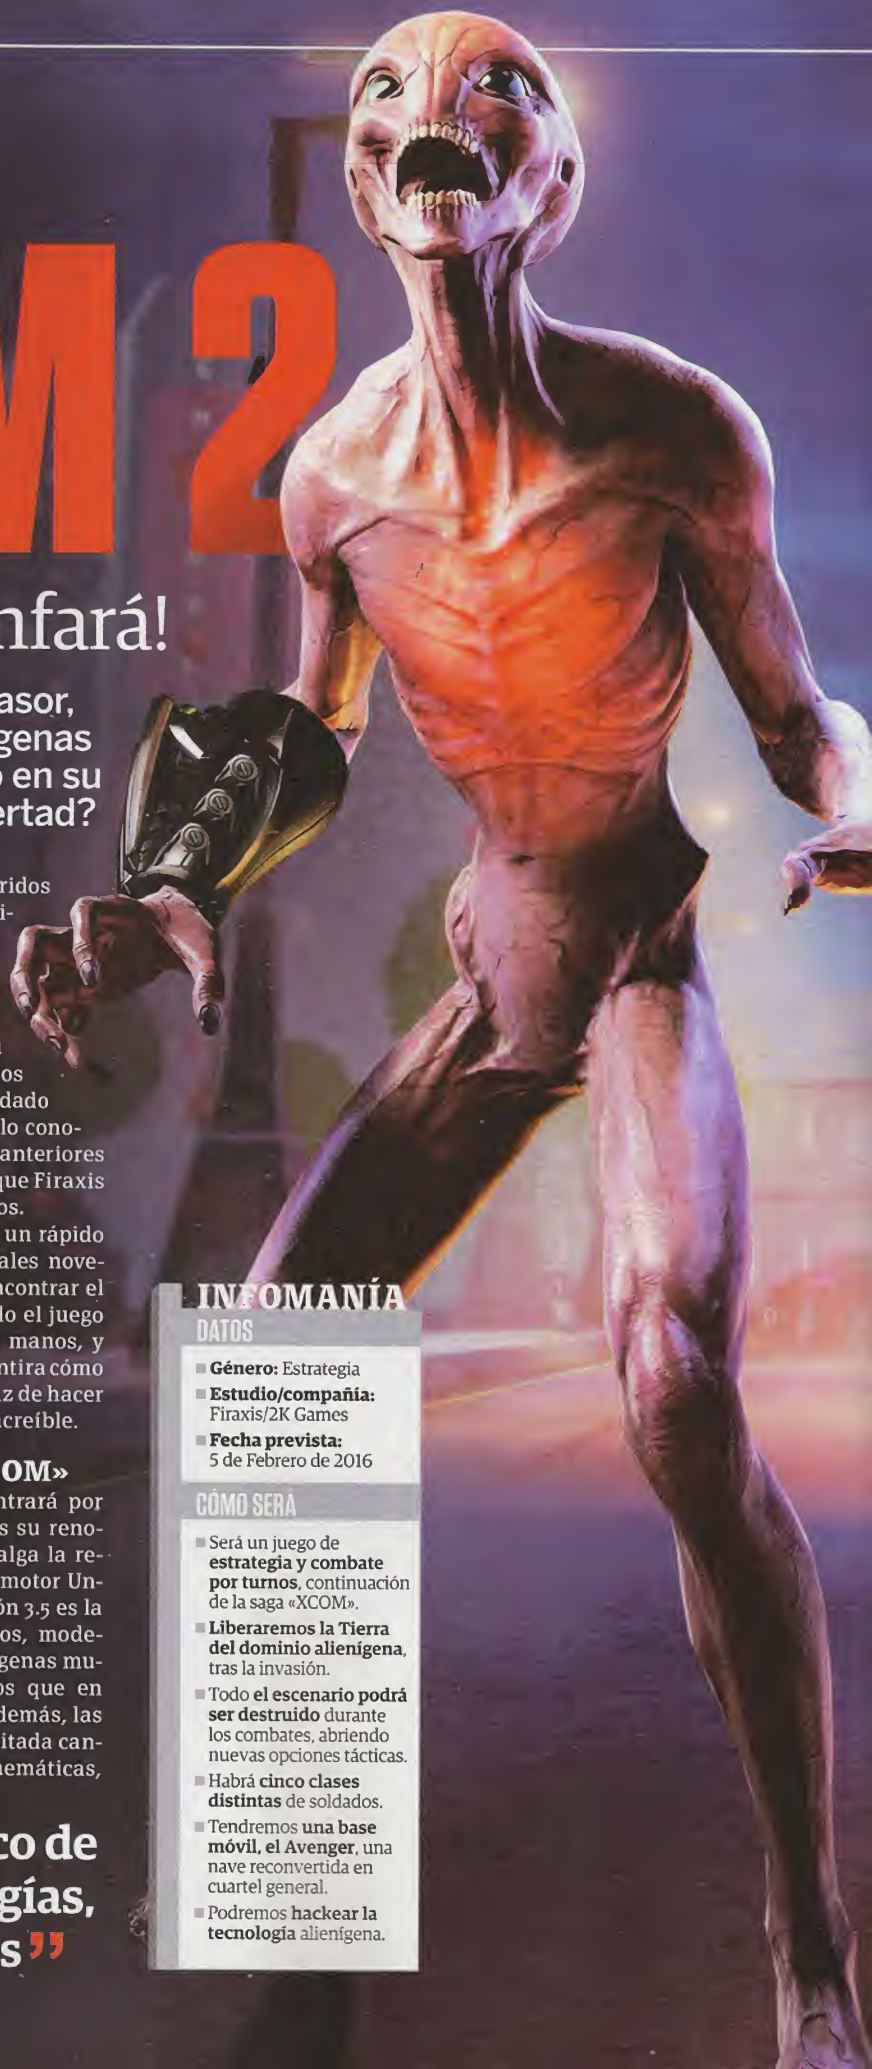 M 2
nfará!
asor,
genas
o en su
ertad?
ridos
i-
os
dado
lo cono-
anteriores
que Firaxis
os.
un rápido
ales nove-
ncontrar el
lo el juego
manos, y
ntira cómo
z de hacer
creíble.
OM»
ntrará por
s su reno-
alga la re-
motor Un-
ón 3.5 es la
os, mode-
genas mu-
os que en
demás, las
itada can-
nemáticas,
co de
gías,
s”
INFOMANÍA
DATOS
Género: Estrategia
Estudio/compañía:
Firaxis/2K Games
Fecha prevista:
5 de Febrero de 2016
CÓMO SERA
Será un juego de
estrategia y combate
por turnos, continuación
de la saga «XCOM».
Liberaremos la Tierra
del dominio alienígena,
tras la invasión.
Todo el escenario podrá
ser destruido durante
los combates, abriendo
nuevas opciones tácticas.
Habrá cinco clases
distintas de soldados.
Tendremos una base
móvil, el Avenger, una
nave reconvertida en
cuartel general.
Podremos hackear la
tecnología alienígena.